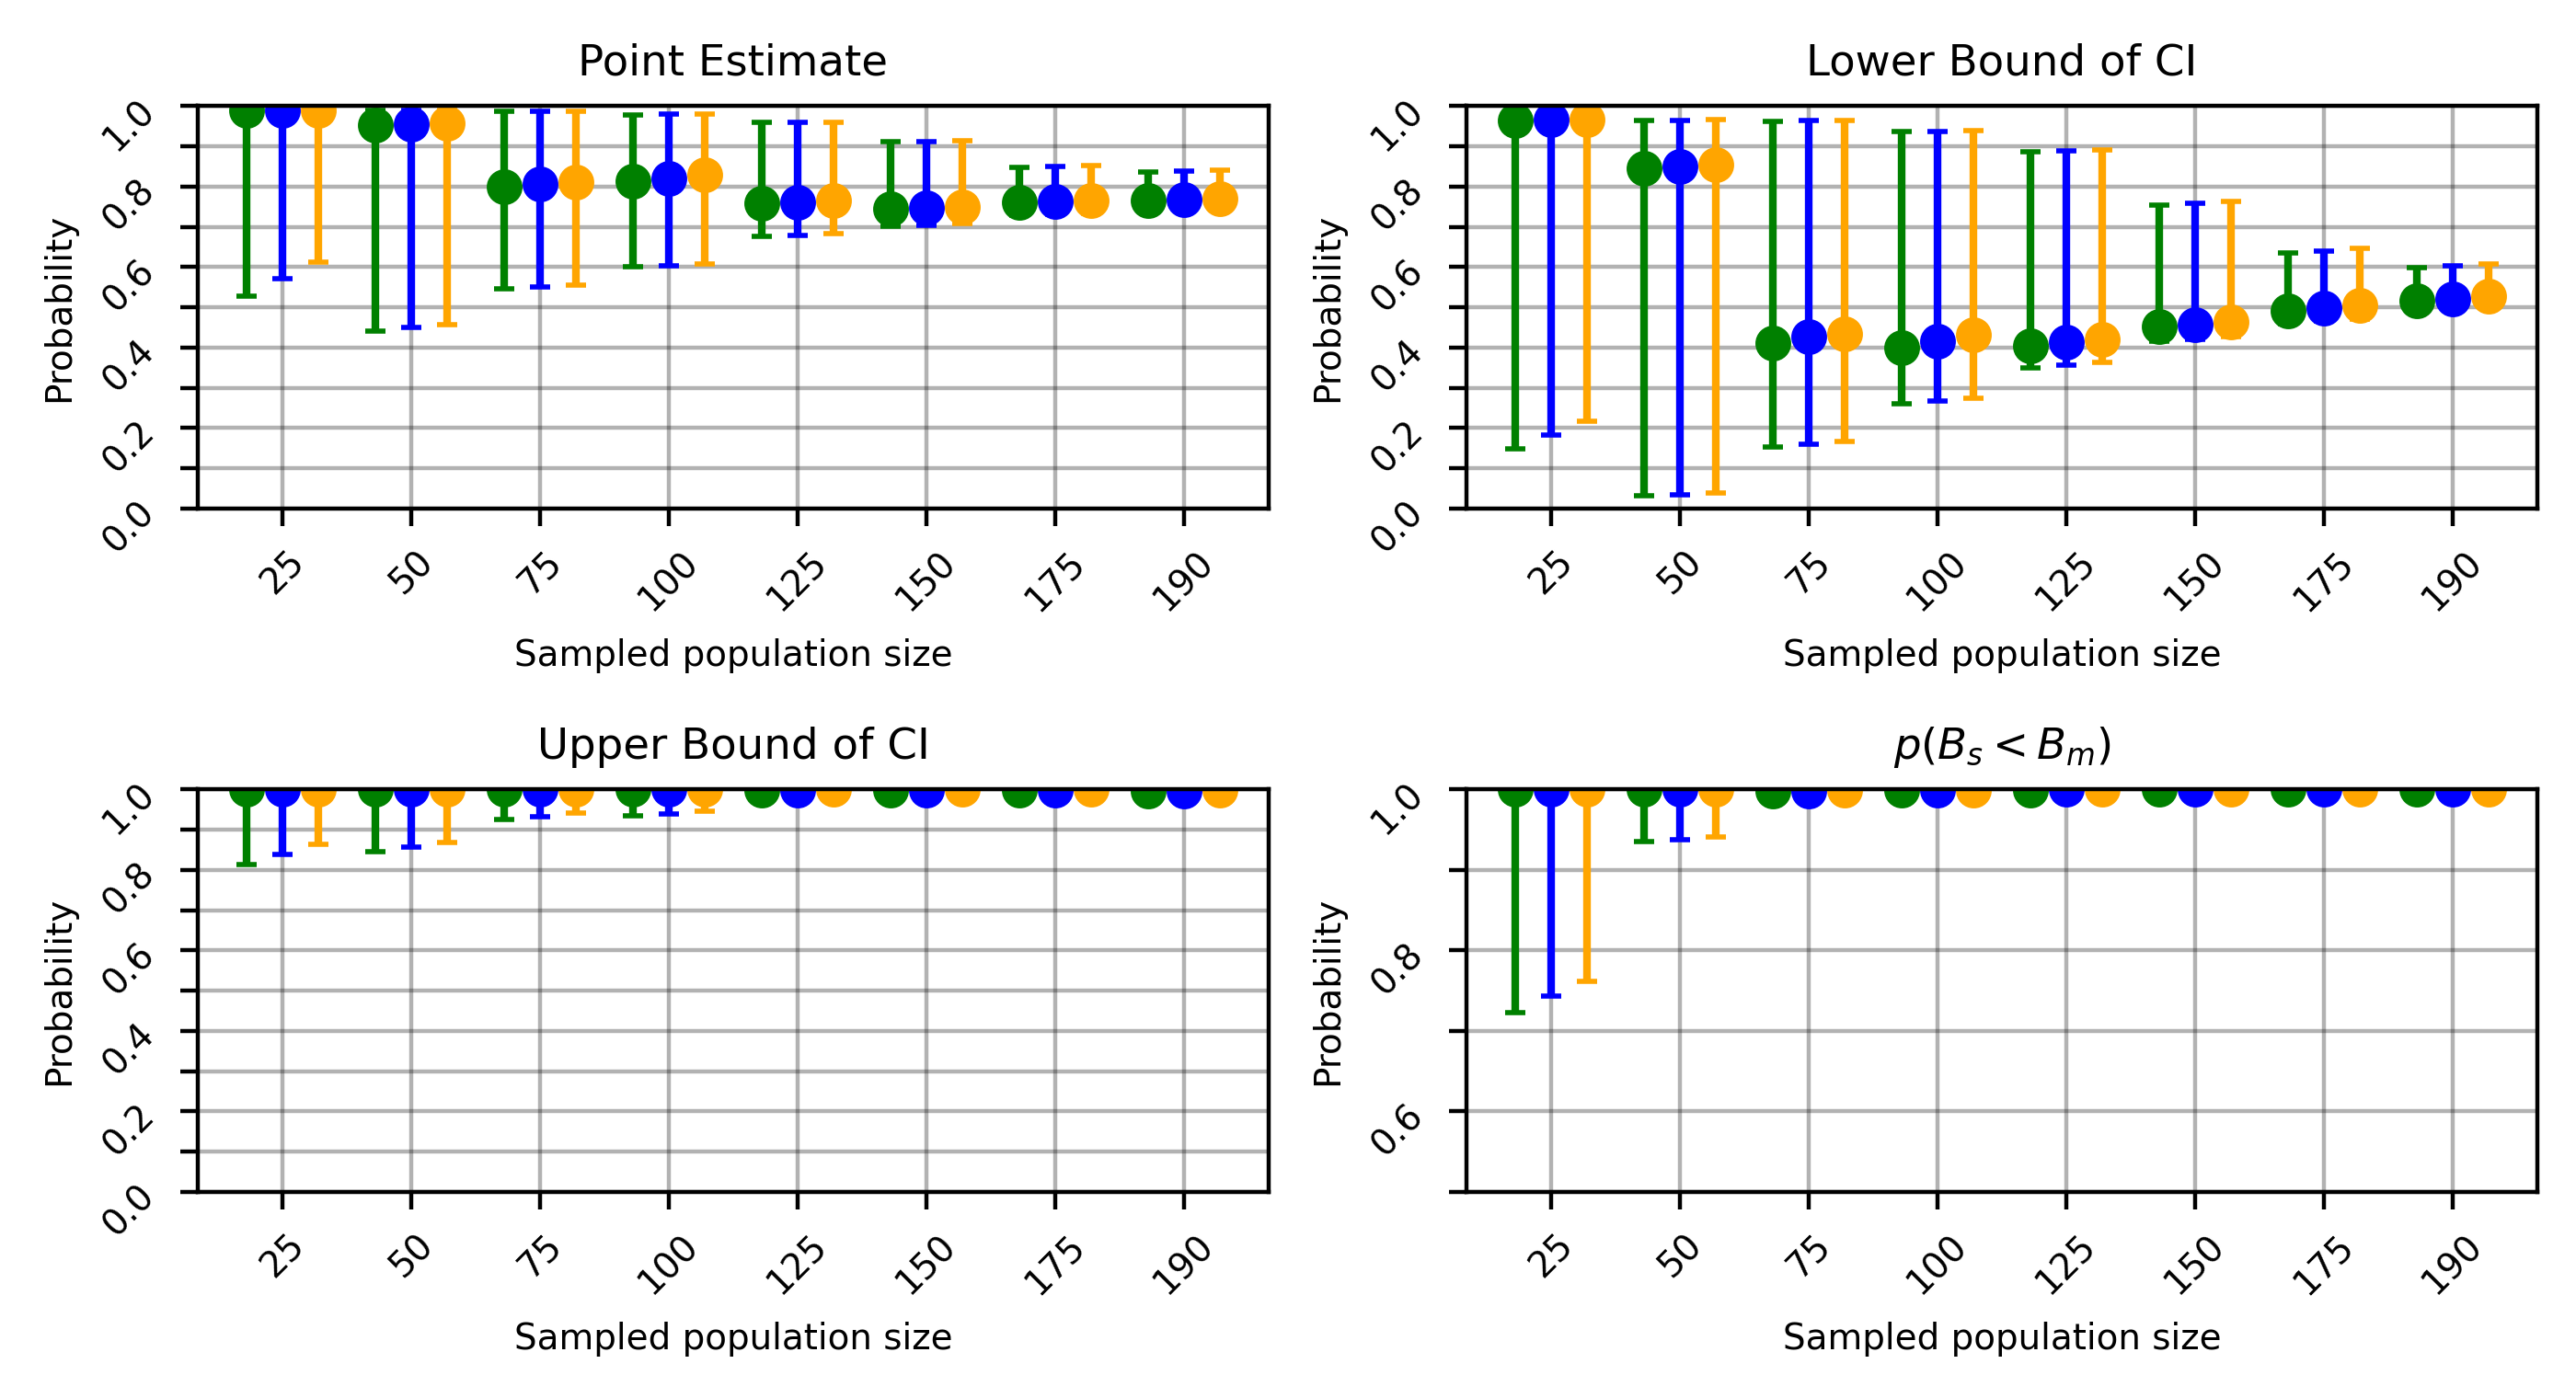 Point Estimate
Probability
1.0
0.8
0.6
0.4
0.2
0.0
25 50 75 100 125 150 175 190
Sampled population size
Lower Bound of CI
Probability
1.0
0.8
0.6
0.4
0.2
0.0
25 50 75 100 125 150 175 190
Sampled population size
Upper Bound of CI
Probability
1.0
0.8
0.6
0.4
0.2
0.0
25 50 75 100 125 150 175 190
Sampled population size
p(B_s < B_m)
Probability
1.0
0.8
0.6
25 50 75 100 125 150 175 190
Sampled population size